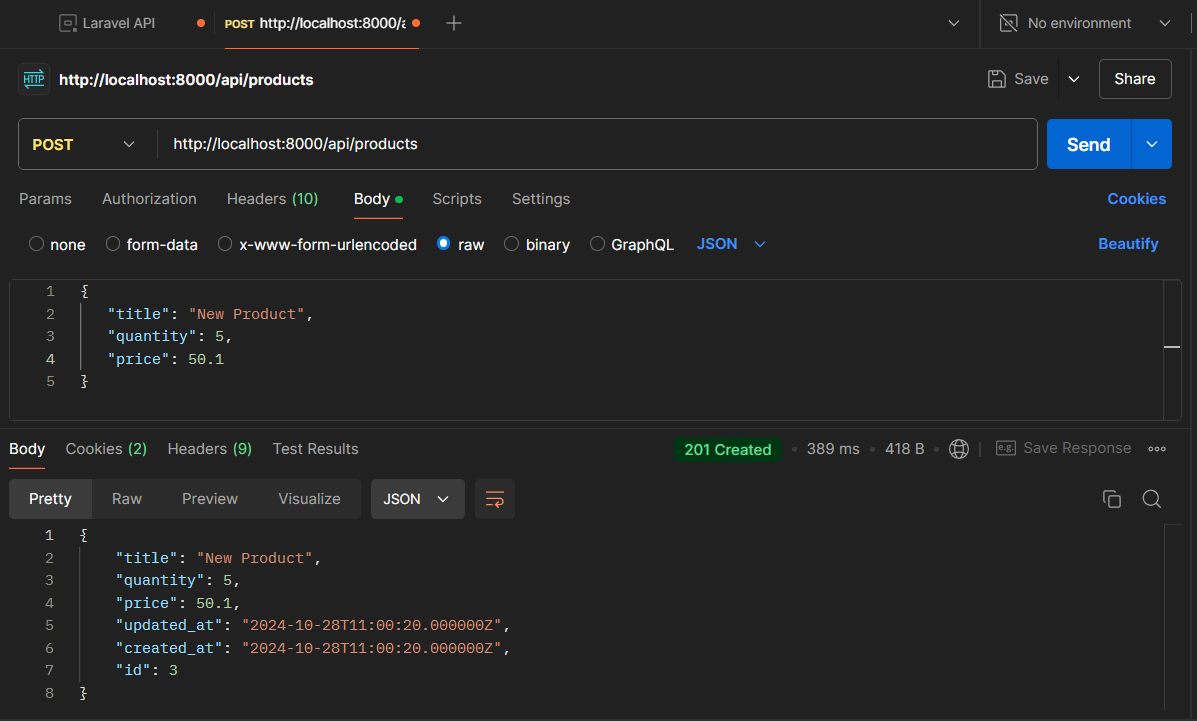 Laravel API
POST http://localhost:8000/a
No environment
HTTP http://localhost:8000/api/products
Save
Share
POST http://localhost:8000/api/products
Send
Params Authorization Headers (10) Body Scripts Settings Cookies
none form-data x-www-form-urlencoded raw binary GraphQL JSON Beautify
1 {
2 "title": "New Product",
3 "quantity": 5,
4 "price": 50.1
5 }
Body Cookies (2) Headers (9) Test Results 201 Created • 389 ms • 418 B • e.g. Save Response
Pretty Raw Preview Visualize JSON
1 {
2 "title": "New Product",
3 "quantity": 5,
4 "price": 50.1,
5 "updated_at": "2024-10-28T11:00:20.000000Z",
6 "created_at": "2024-10-28T11:00:20.000000Z",
7 "id": 3
8 }